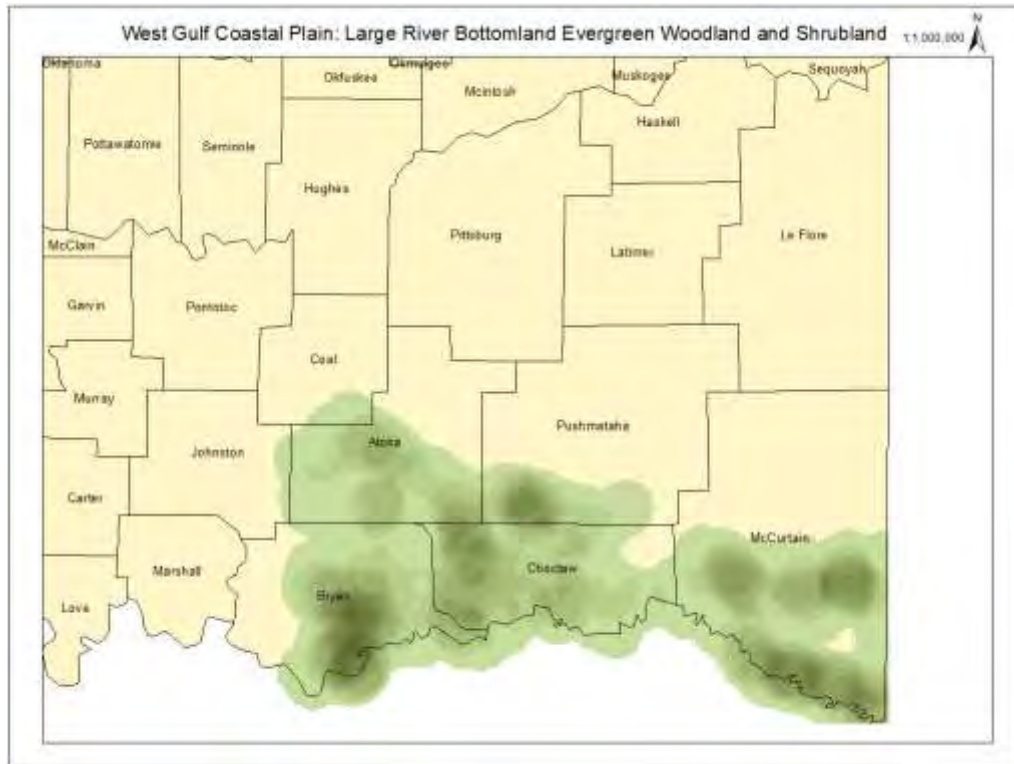 West Gulf Coastal Plain: Large River Bottomland Evergreen Woodland and Shrubland
1:1,000,000
N
Oklahoma
Okfuskee
Okmulgee
McIntosh
Muskogee
Sequoyah
Haskell
Pottawatomie
Seminole
Hughes
McClain
Pittsburg
Latimer
Le Flore
Garvin
Pontotoc
Coal
Murray
Johnston
Atoka
Pushmataha
Carter
Marshall
Love
Bryan
Choctaw
McCurtain